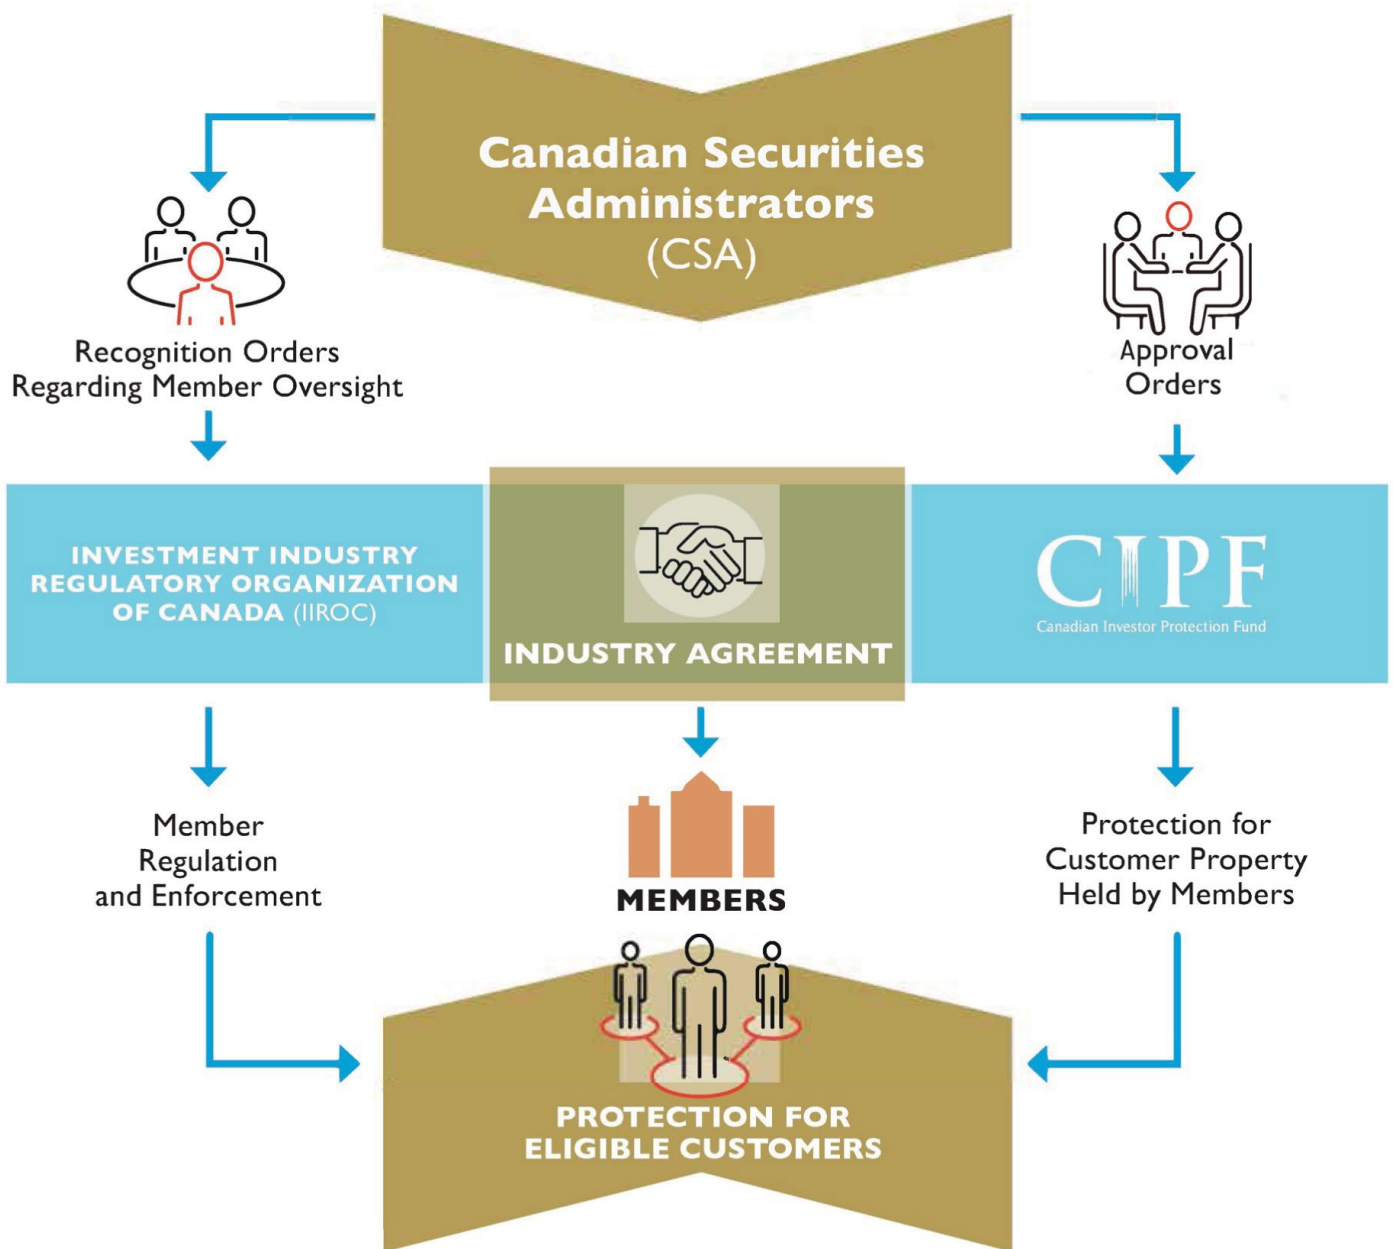 Canadian Securities
Administrators
(CSA)
Recognition Orders
Regarding Member Oversight
Approval
Orders
INVESTMENT INDUSTRY
REGULATORY ORGANIZATION
OF CANADA (IIROC)
INDUSTRY AGREEMENT
CIPF
Canadian Investor Protection Fund
Member
Regulation
and Enforcement
MEMBERS
Protection for
Customer Property
Held by Members
PROTECTION FOR
ELIGIBLE CUSTOMERS